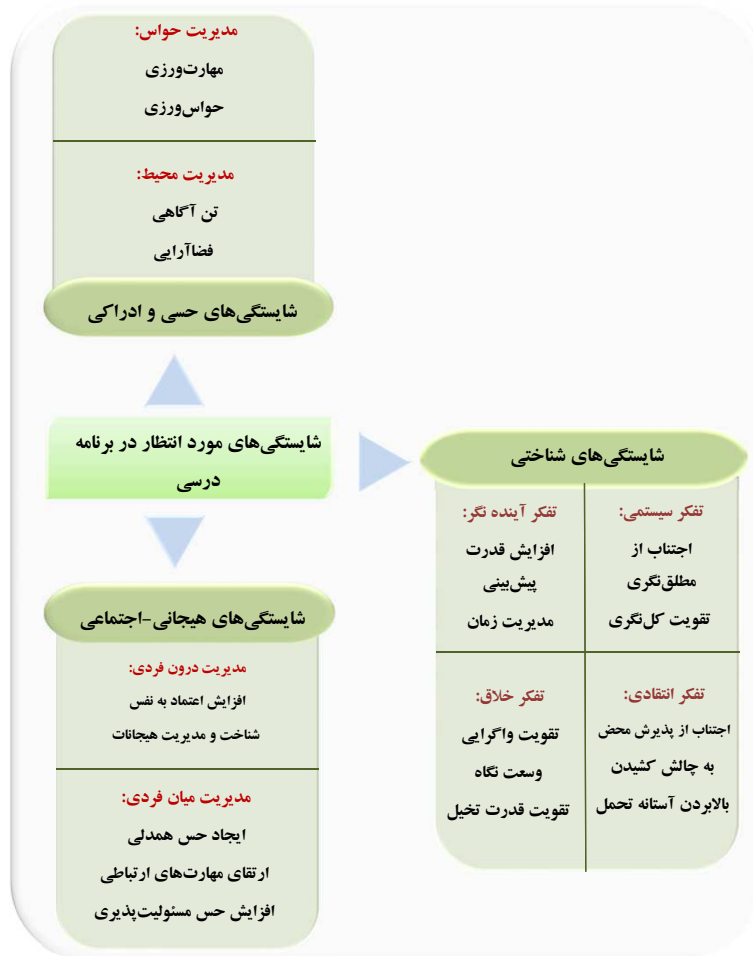 مدیریت حواس:
مهارت‌ورزی
حواس‌ورزی
مدیریت محیط:
تن آگاهی
فضاآرایی
شایستگی‌های حسی و ادراکی
شایستگی‌های مورد انتظار در برنامه
درسی
شایستگی‌های شناختی
تفکر سیستمی:
اجتناب از
مطلق‌نگری
تقویت کل‌نگری
تفکر آینده نگر:
افزایش قدرت
پیش‌بینی
مدیریت زمان
تفکر انتقادی:
اجتناب از پذیرش محض
به چالش کشیدن
بالابردن آستانه تحمل
تفکر خلاق:
تقویت واگرایی
وسعت نگاه
تقویت قدرت تخیل
شایستگی‌های هیجانی-اجتماعی
مدیریت درون فردی:
افزایش اعتماد به نفس
شناخت و مدیریت هیجانات
مدیریت میان فردی:
ایجاد حس همدلی
ارتقای مهارت‌های ارتباطی
افزایش حس مسئولیت‌پذیری